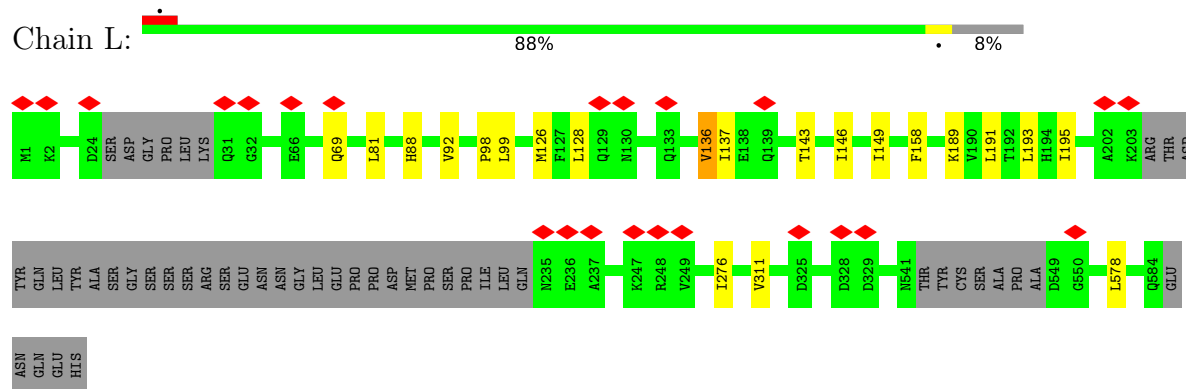 Chain L:
88%
8%
M1 K2 D24 SER ASP GLY PRO LEU LYS Q31 G32 E66 Q69 L81 H88 V92 P98 L99 M126 F127 L128 Q129 N130 Q133 V136 I137 E138 Q139 T143 I146 I149 F158 K189 V190 L191 T192 L193 H194 I195 A202 K203 ARG THR ASP
TYR GLN LEU TYR ALA SER GLY SER SER SER ARG SER GLU ASN ASN GLY LEU GLU PRO PRO ASP MET PRO SER PRO ILE LEU GLN N235 E236 A237 K247 R248 V249 I276 V311 D325 D328 D329 N541 THR TYR CYS SER ALA PRO ALA D549 G550 L578 Q584 GLU
ASN GLN GLU HIS